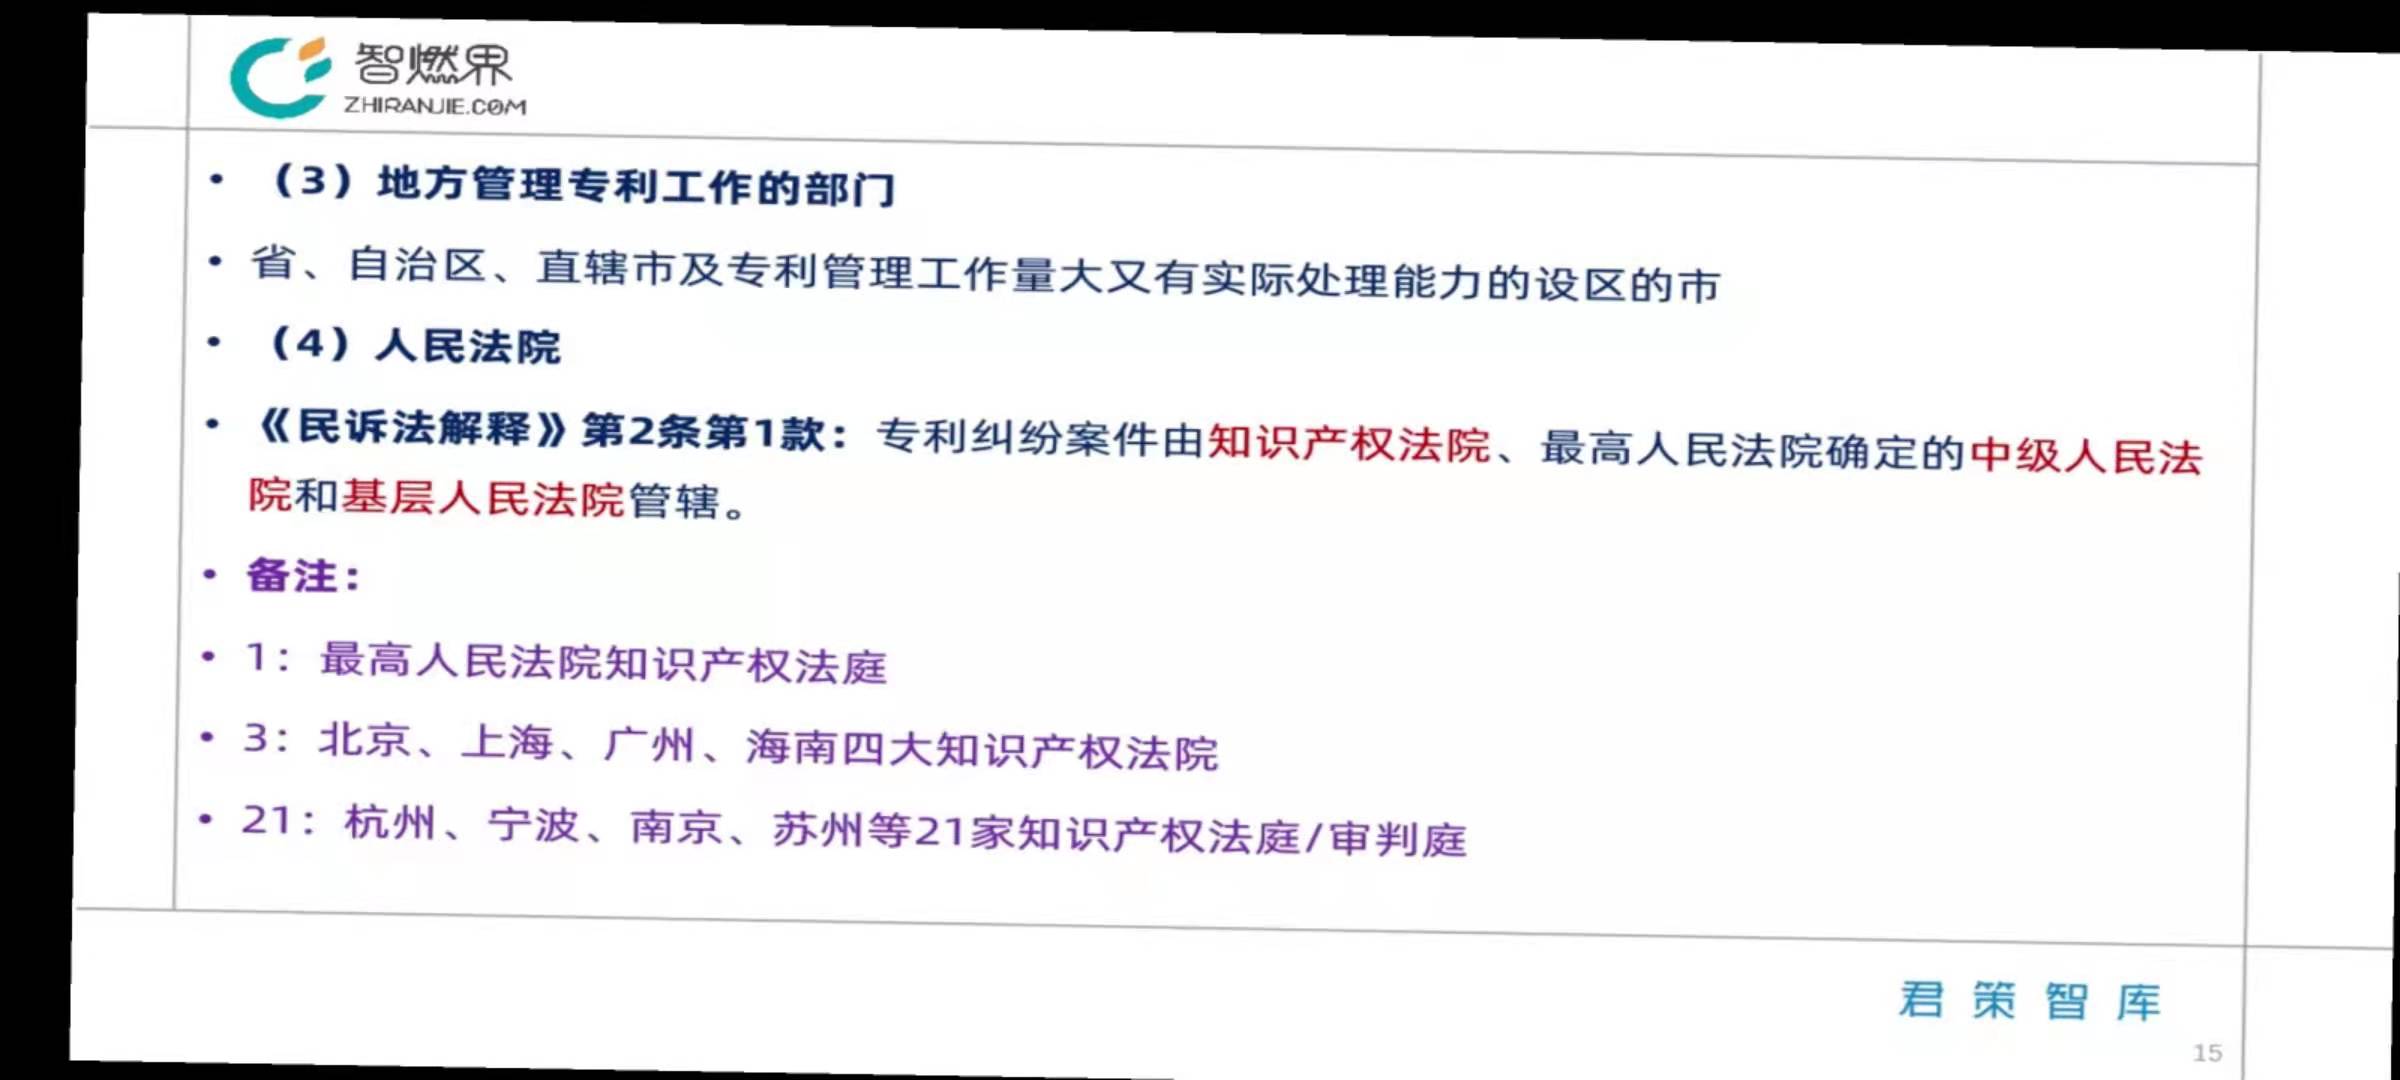 智燃界
ZHIRANJIE.COM
• （3）地方管理专利工作的部门
• 省、自治区、直辖市及专利管理工作量大又有实际处理能力的设区的市
• （4）人民法院
• 《民诉法解释》第2条第1款：专利纠纷案件由知识产权法院、最高人民法院确定的中级人民法
院和基层人民法院管辖。
• 备注：
• 1：最高人民法院知识产权法庭
• 3：北京、上海、广州、海南四大知识产权法院
• 21：杭州、宁波、南京、苏州等21家知识产权法庭/审判庭
君策智库
15